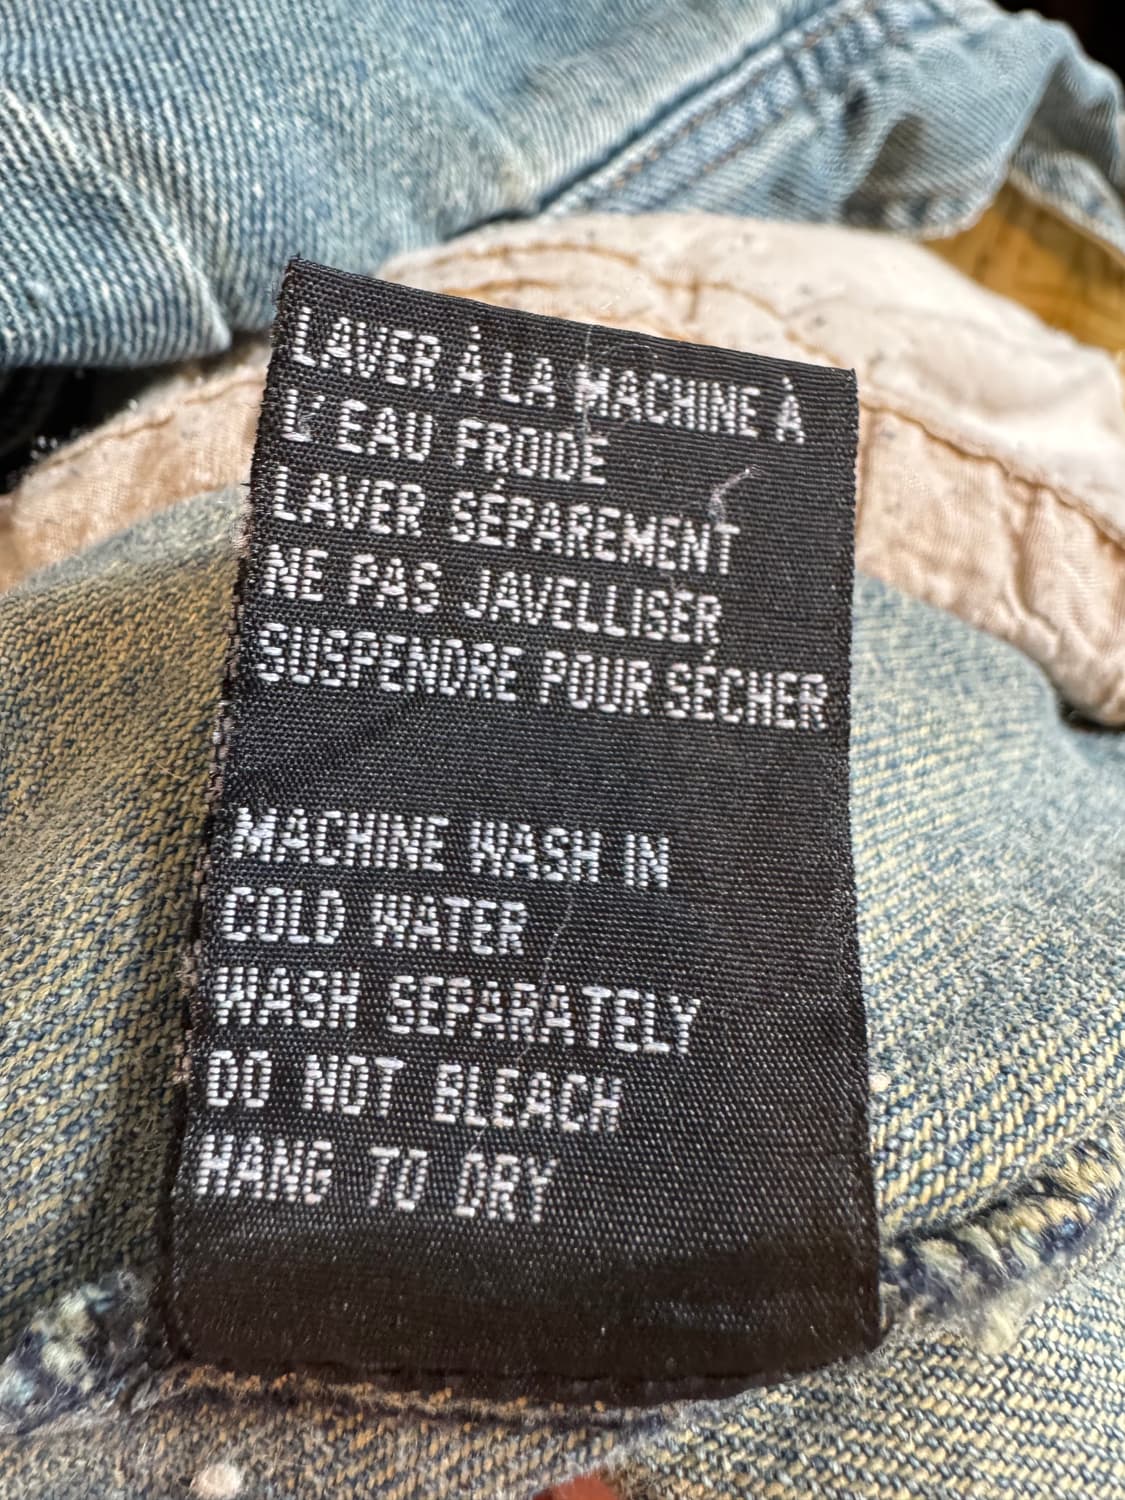 LAVER À LA MACHINE À
L'EAU FROIDE
LAVER SÉPAREMENT
NE PAS JAVELLISER
SUSPENDRE POUR SÉCHER
MACHINE WASH IN
COLD WATER
WASH SEPARATELY
DO NOT BLEACH
HANG TO DRY